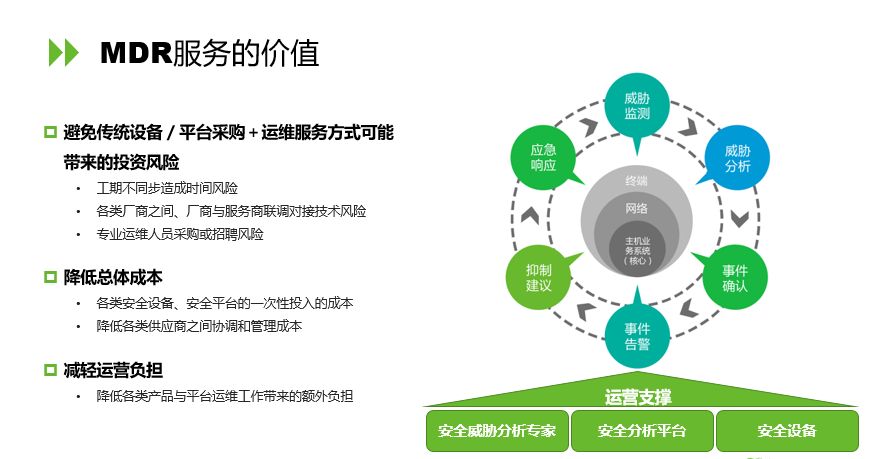 MDR服务的价值
避免传统设备 / 平台采购 + 运维服务方式可能
带来的投资风险
• 工期不同步造成时间风险
• 各类厂商之间、厂商与服务商联调对接技术风险
• 专业运维人员采购或招聘风险
降低总体成本
• 各类安全设备、安全平台的一次性投入的成本
• 降低各类供应商之间协调和管理成本
减轻运营负担
• 降低各类产品与平台运维工作带来的额外负担
威胁
监测
威胁
分析
事件
确认
事件
告警
抑制
建议
应急
响应
终端
网络
主机业
务系统
（核心）
运营支撑
安全威胁分析专家
安全分析平台
安全设备